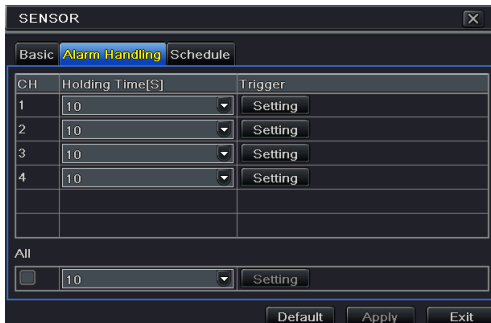 SENSOR
Basic Alarm Handling Schedule
CH Holding Time[S] Trigger
1 10 Setting
2 10 Setting
3 10 Setting
4 10 Setting
All
10 Setting
Default Apply Exit